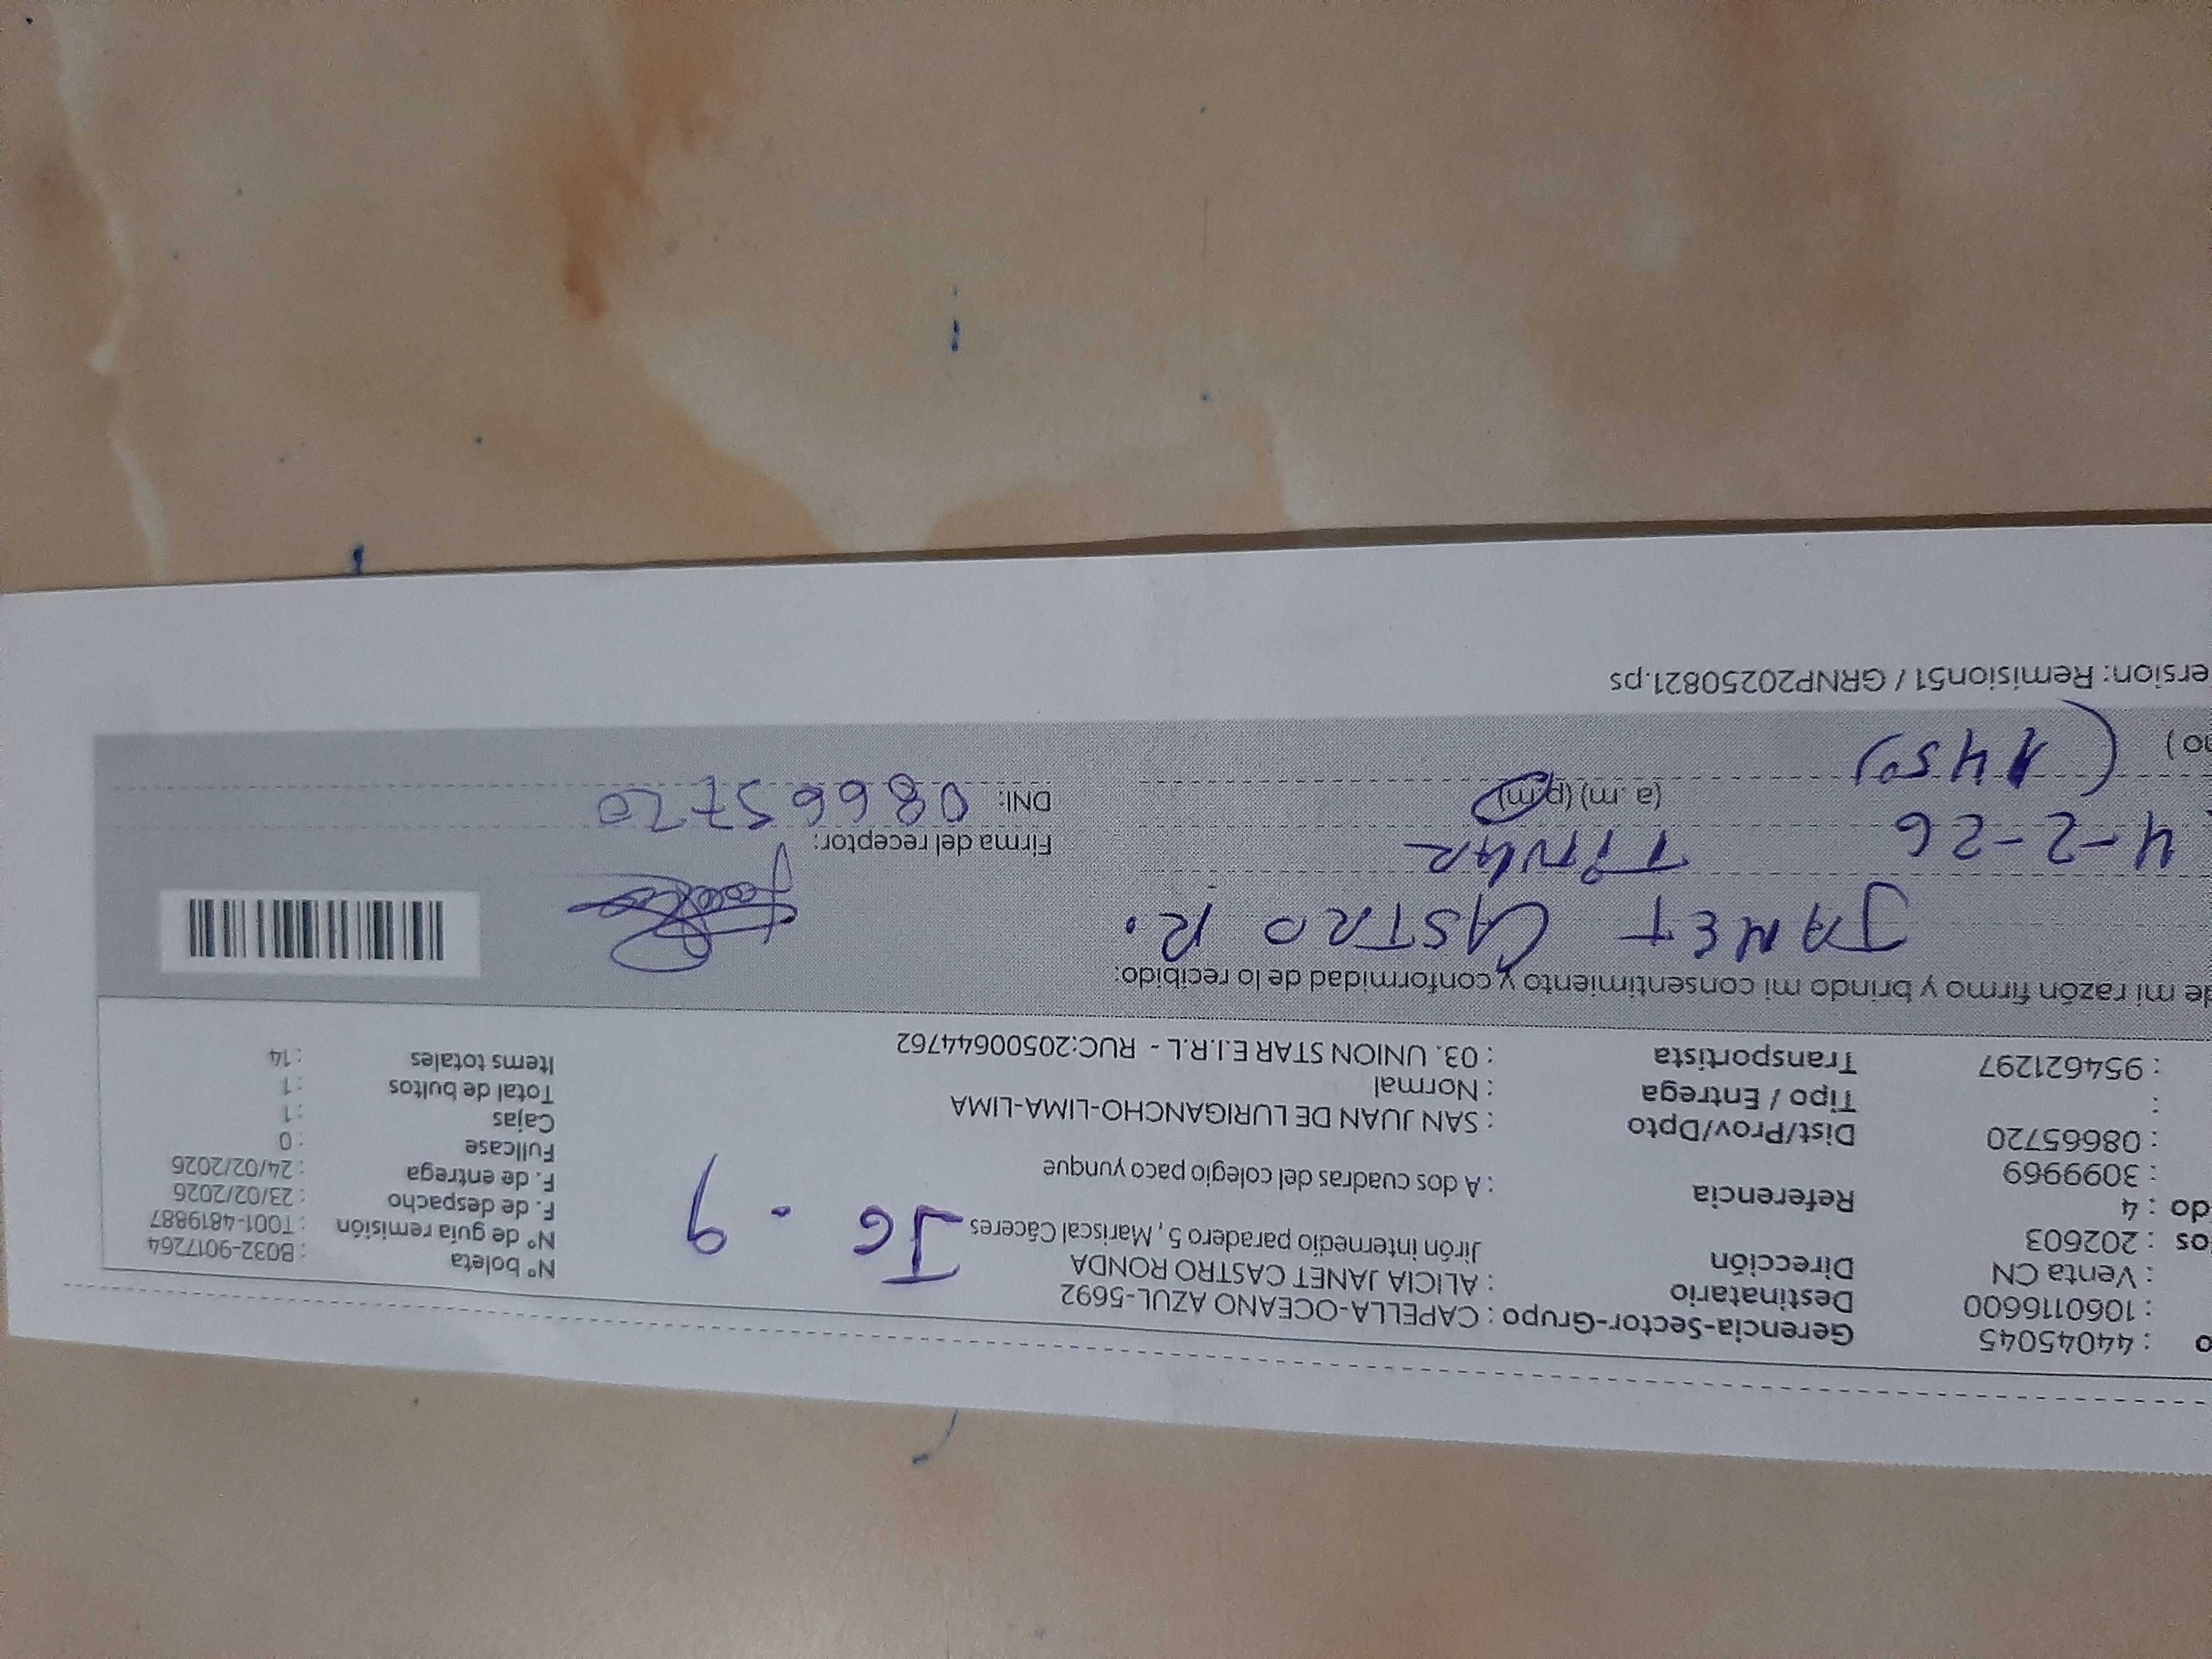 o : 44045045
: 1060116600
: Venta CN
os : 202603
do : 4
: 3099969
: 08665720
:
: 954621297
Gerencia-Sector-Grupo : CAPELLA-OCEANO AZUL-5692
Destinatario : ALICIA JANET CASTRO RONDA
Dirección Jirón intermedio paradero 5, Mariscal Cáceres
Referencia : A dos cuadras del colegio paco yunque
Dist/Prov/Dpto : SAN JUAN DE LURIGANCHO-LIMA-LIMA
Tipo / Entrega : Normal
Transportista : 03. UNION STAR E.I.R.L - RUC:20500644762
J6 - 9
N° boleta : B032-9017264
N° de guía remisión : T001-4819887
F. de despacho : 23/02/2026
F. de entrega : 24/02/2026
Fullcase : 0
Cajas : 1
Total de bultos : 1
Items totales : 14
de mi razón firmo y brindo mi consentimiento y conformidad de lo recibido:
JANET CASTRO R.
4-2-26 TITULAR
Firma del receptor:
(a .m) (p.m)
DNI: 08665720
no ) (1450)
ersion: Remision51 / GRNP20250821.ps